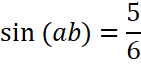 sin (ab) = 5/6